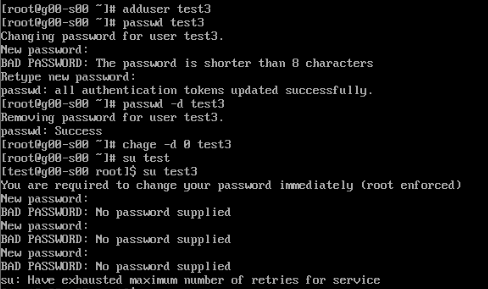 [root@g00-s00 ~]# adduser test3
[root@g00-s00 ~]# passwd test3
Changing password for user test3.
New password:
BAD PASSWORD: The password is shorter than 8 characters
Retype new password:
passwd: all authentication tokens updated successfully.
[root@g00-s00 ~]# passwd -d test3
Removing password for user test3.
passwd: Success
[root@g00-s00 ~]# chage -d 0 test3
[root@g00-s00 ~]# su test
[test@g00-s00 root]$ su test3
You are required to change your password immediately (root enforced)
New password:
BAD PASSWORD: No password supplied
New password:
BAD PASSWORD: No password supplied
New password:
BAD PASSWORD: No password supplied
su: Have exhausted maximum number of retries for service